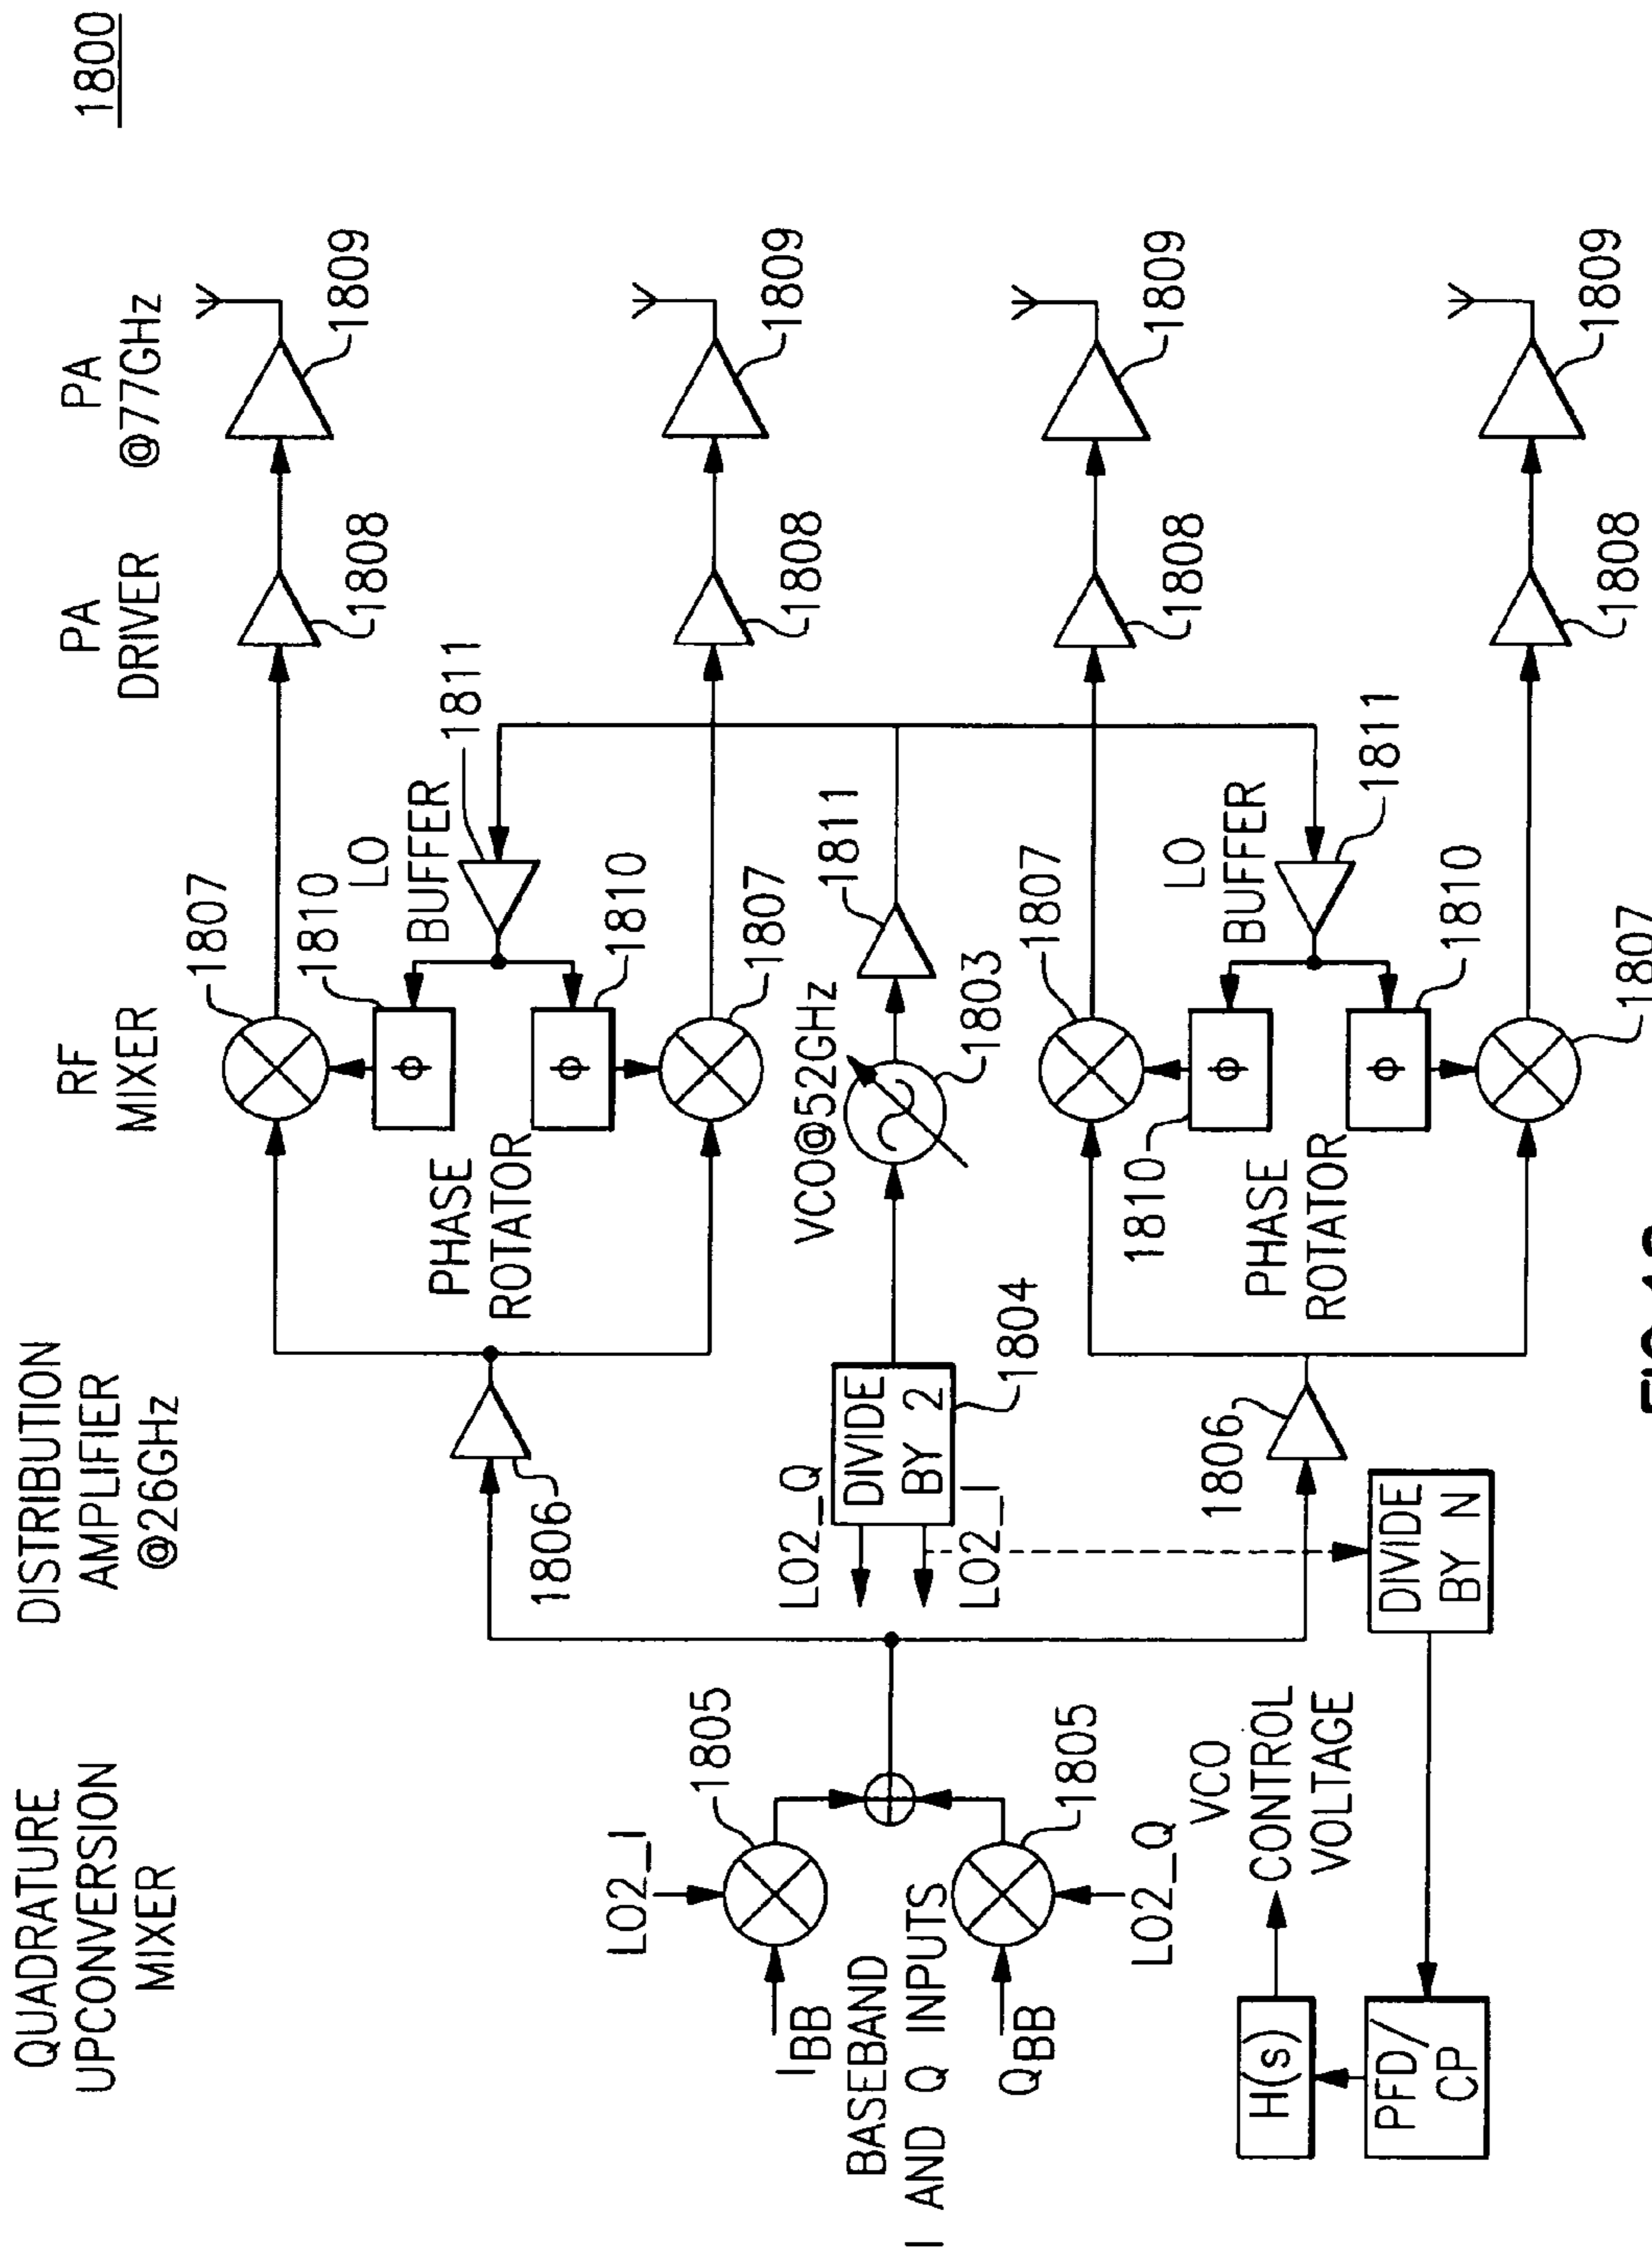 1800
QUADRATURE
UPCONVERSION
MIXER
DISTRIBUTION
AMPLIFIER
@26GHz
RF
MIXER
PA
DRIVER
PA
@77GHz
1807
1808
1809
1810
LO
BUFFER
1811
1806
PHASE
ROTATOR
φ
φ
1810
1807
1808
1809
LO2_I
1805
IBB
BASEBAND
I AND Q INPUTS
QBB
1805
LO2_Q
LO2_Q
DIVIDE
BY 2
LO2_I
1804
VCO@52GHz
1803
1811
1807
1808
1809
1810
PHASE
ROTATOR
φ
φ
LO
BUFFER
1811
1810
1806
1807
1808
1809
VCO
CONTROL
VOLTAGE
H(s)
PFD/
CP
DIVIDE
BY N